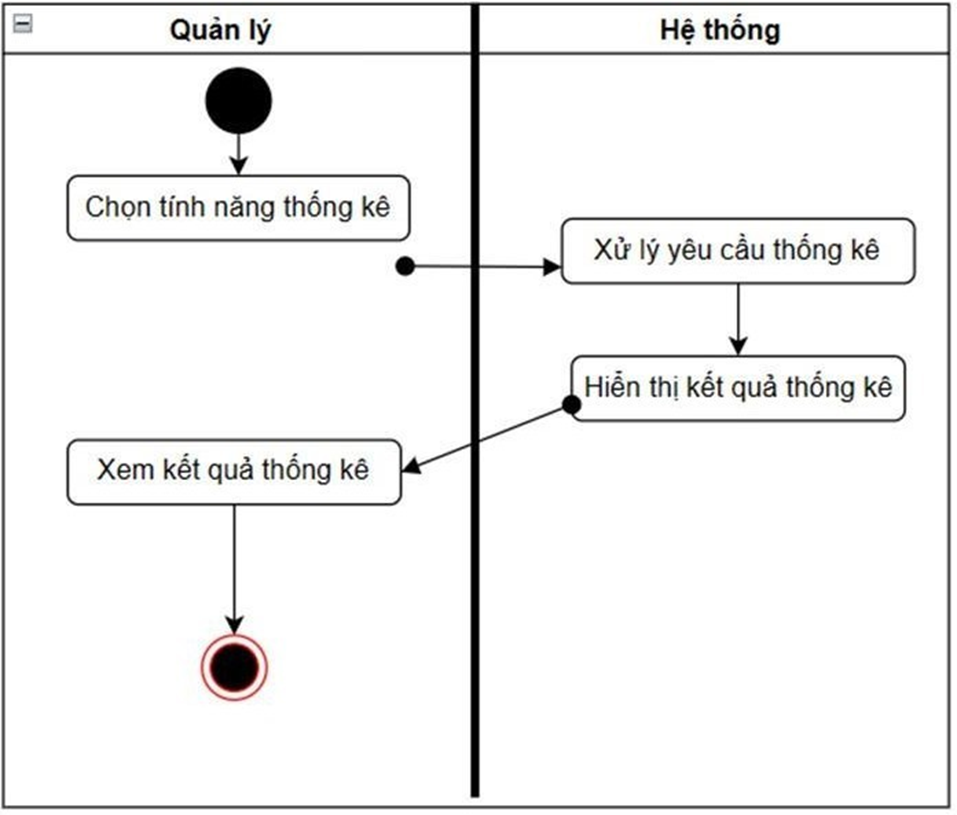 Quản lý
Hệ thống
Chọn tính năng thống kê
Xử lý yêu cầu thống kê
Hiển thị kết quả thống kê
Xem kết quả thống kê